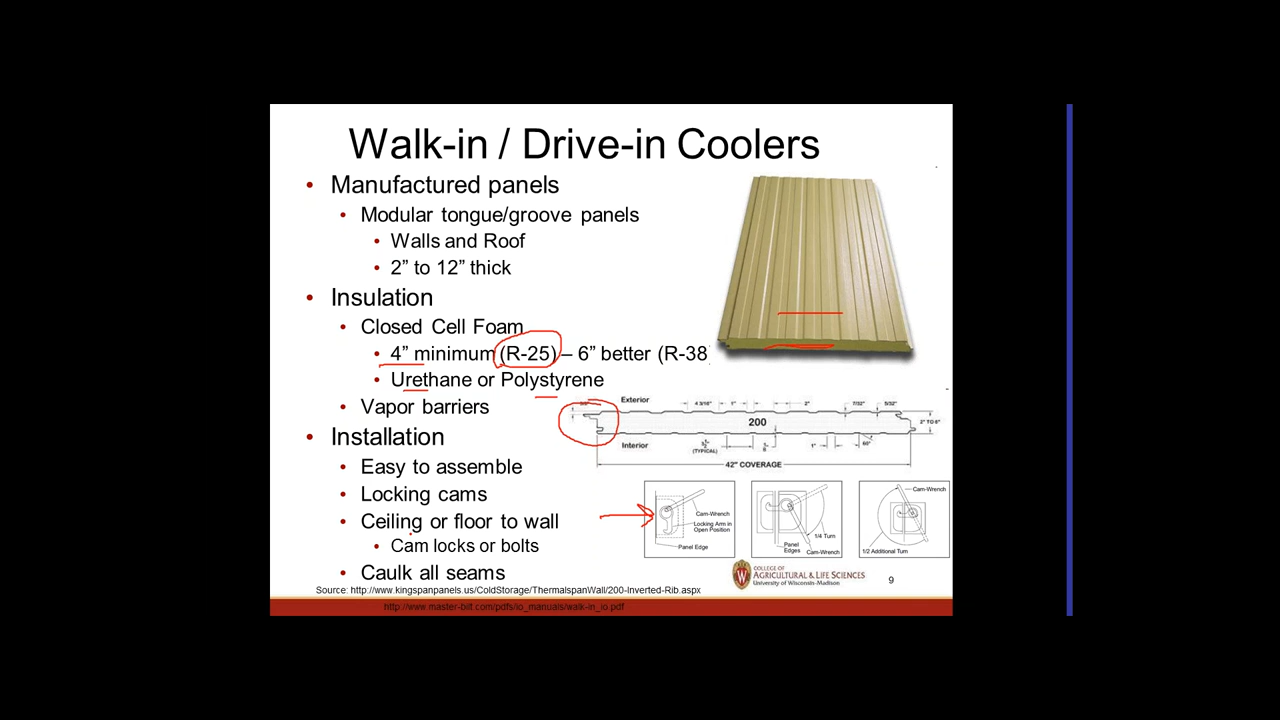 Walk-in / Drive-in Coolers
• Manufactured panels
• Modular tongue/groove panels
• Walls and Roof
• 2” to 12” thick
• Insulation
• Closed Cell Foam
• 4” minimum (R-25) – 6” better (R-38)
• Urethane or Polystyrene
• Vapor barriers
• Installation
• Easy to assemble
• Locking cams
• Ceiling or floor to wall
• Cam locks or bolts
• Caulk all seams
Exterior
4 3/16"
1"
2"
7/32"
5/32"
200
2" TO 6"
Interior
(TYPICAL)
1"
60°
42" COVERAGE
Cam-Wrench
Locking Arm in
Open Position
Panel Edge
1/4 Turn
Panel
Edges
Cam-Wrench
Cam-Wrench
1/2 Additional Turn
COLLEGE OF
AGRICULTURAL & LIFE SCIENCES
University of Wisconsin-Madison
9
Source: http://www.kingspanpanels.us/ColdStorage/ThermalspanWall/200-Inverted-Rib.aspx
http://www.master-bilt.com/pdfs/io_manuals/walk-in_io.pdf